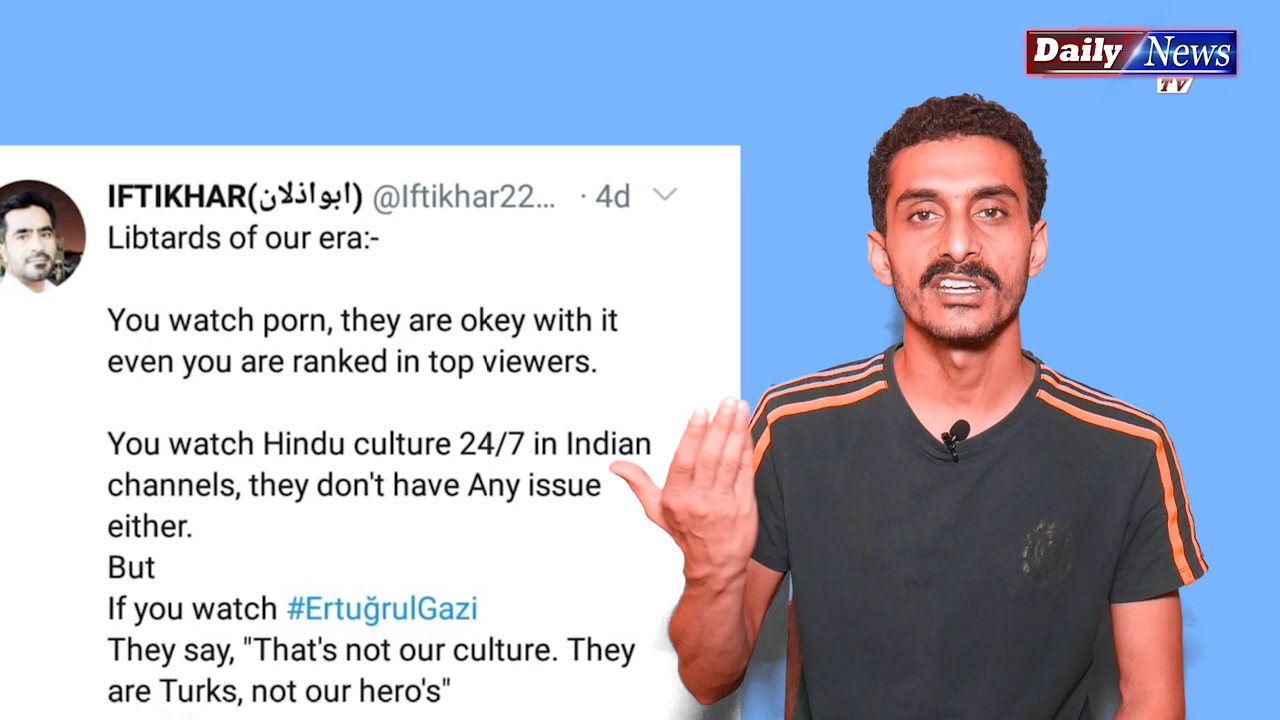 Daily News
TV
IFTIKHAR(ابواذلان) @Iftikhar22... · 4d
Libtards of our era:-
You watch porn, they are okey with it
even you are ranked in top viewers.
You watch Hindu culture 24/7 in Indian
channels, they don't have Any issue
either.
But
If you watch #ErtuğrulGazi
They say, "That's not our culture. They
are Turks, not our hero's"